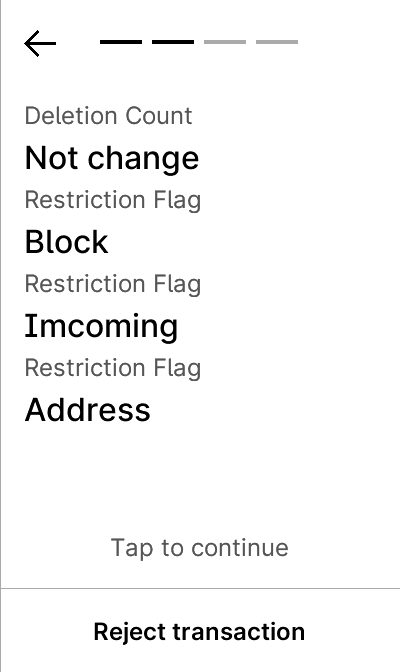 Deletion Count
Not change
Restriction Flag
Block
Restriction Flag
Imcoming
Restriction Flag
Address
Tap to continue
Reject transaction